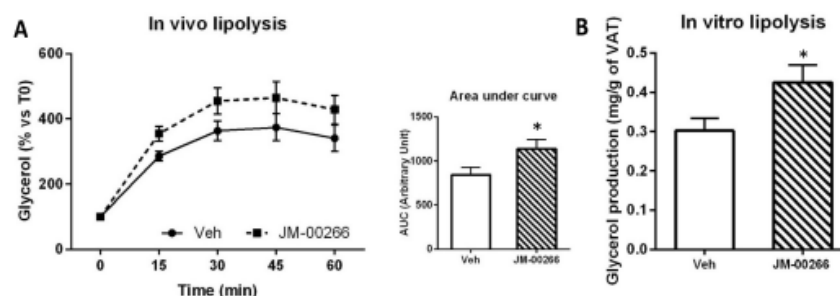 A
In vivo lipolysis
Glycerol (% vs T0)
600
400
200
0
Veh
JM-00266
0
15
30
45
60
Time (min)
Area under curve
AUC (Arbitrary Unit)
1500
1000
500
0
*
Veh
JM-00266
B
In vitro lipolysis
Glycerol production (mg/g of VAT)
0.5
0.4
0.3
0.2
0.1
0.0
*
Veh
JM-00266